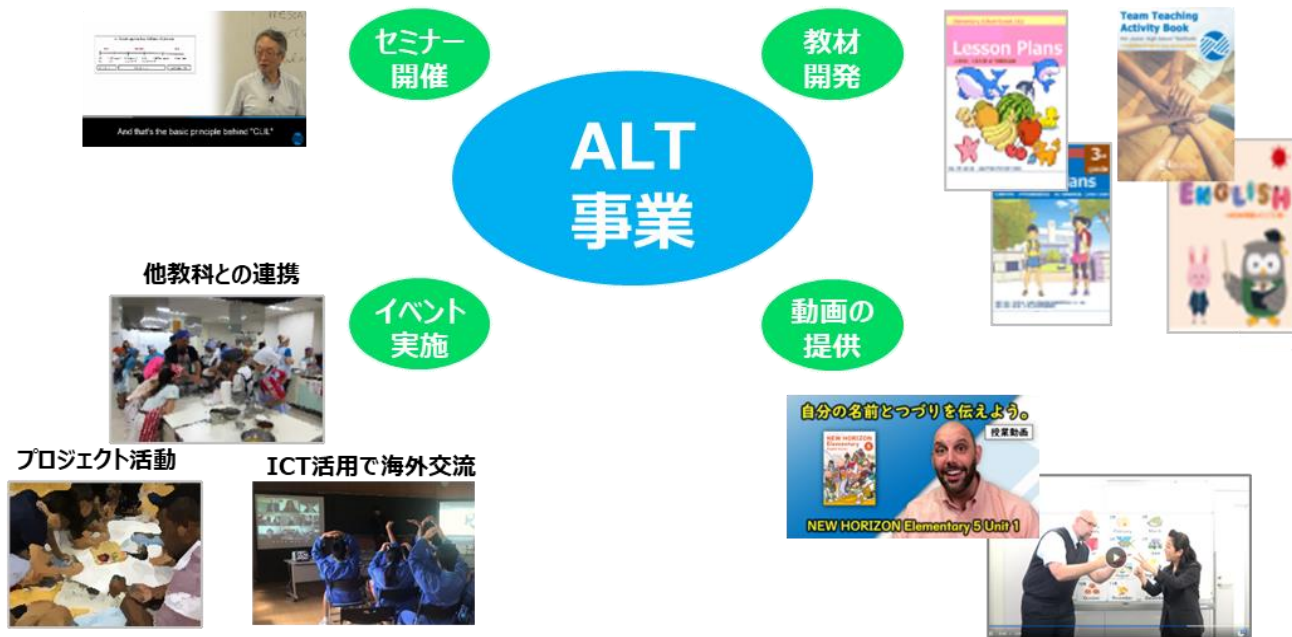 セミナー
開催
And that's the basic principle behind "CLIL"
ALT
事業
教材
開発
Lesson Plans
Team Teaching
Activity Book
3rd
ENGLISH
他教科との連携
イベント
実施
プロジェクト活動
ICT活用で海外交流
動画の
提供
自分の名前とつづりを伝えよう。
授業動画
NEW HORIZON
Elementary
NEW HORIZON Elementary 5 Unit 1